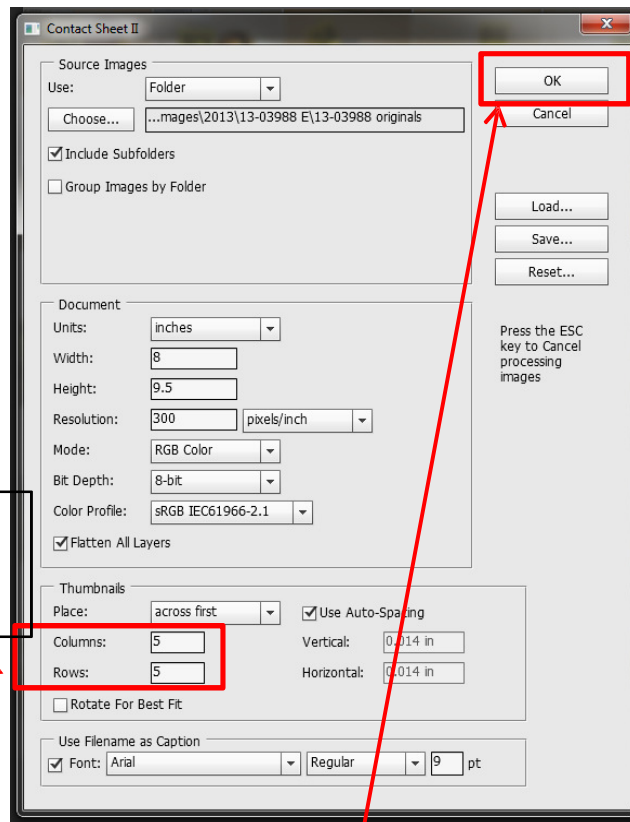 Contact Sheet II
Source Images
Use: Folder
Choose... ...mages\2013\13-03988 E\13-03988 originals
Include Subfolders
Group Images by Folder
OK
Cancel
Load...
Save...
Reset...
Press the ESC
key to Cancel
processing
images
Document
Units: inches
Width: 8
Height: 9.5
Resolution: 300 pixels/inch
Mode: RGB Color
Bit Depth: 8-bit
Color Profile: sRGB IEC61966-2.1
Flatten All Layers
Thumbnails
Place: across first Use Auto-Spacing
Columns: 5 Vertical: 0.014 in
Rows: 5 Horizontal: 0.014 in
Rotate For Best Fit
Use Filename as Caption
Font: Arial Regular 9 pt